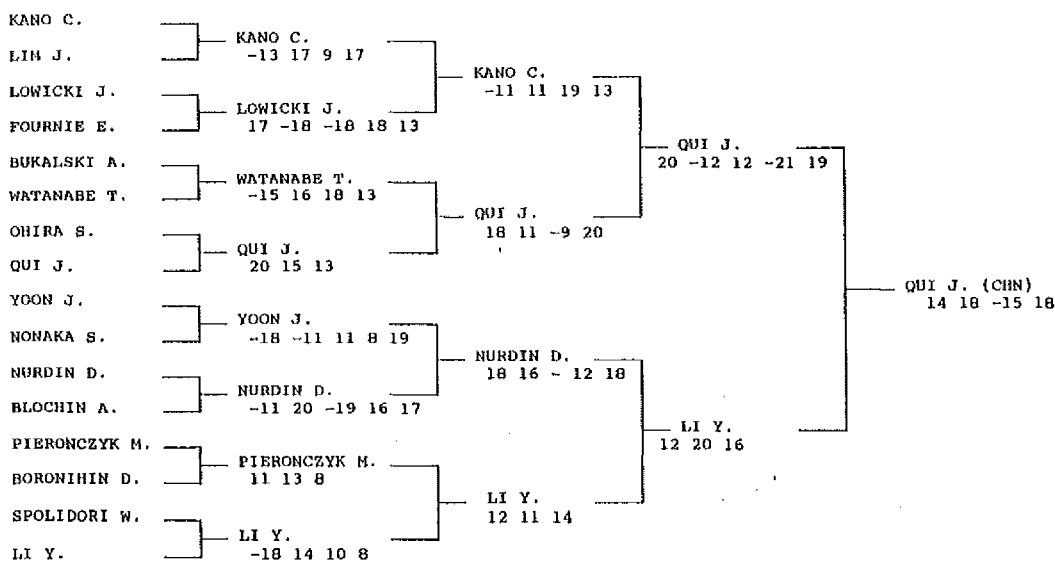 KANO C.
LIM J.
LOWICKI J.
FOURNIE E.
BUKALSKI A.
WATANABE T.
OHIRA S.
QUI J.
YOON J.
NONAKA S.
NURDIN D.
BLOCHIN A.
PIERONCZYK M.
BORONIHIN D.
SPOLIDORI W.
LI Y.
KANO C.
-13 17 9 17
LOWICKI J.
17 -18 -18 18 13
WATANABE T.
-15 16 18 13
QUI J.
20 15 13
YOON J.
-18 -11 11 8 19
NURDIN D.
-11 20 -19 16 17
PIERONCZYK M.
11 13 8
LI Y.
-18 14 10 8
KANO C.
-11 11 19 13
QUI J.
18 11 -9 20
NURDIN D.
18 16 - 12 18
LI Y.
12 11 14
QUI J.
20 -12 12 -21 19
LI Y.
12 20 16
QUI J. (CHN)
14 18 -15 18